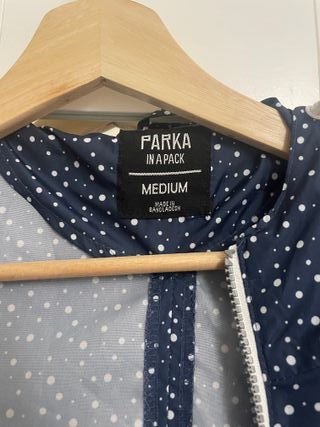 PARKA
IN A PACK
MEDIUM
MADE IN
BANGLADESH